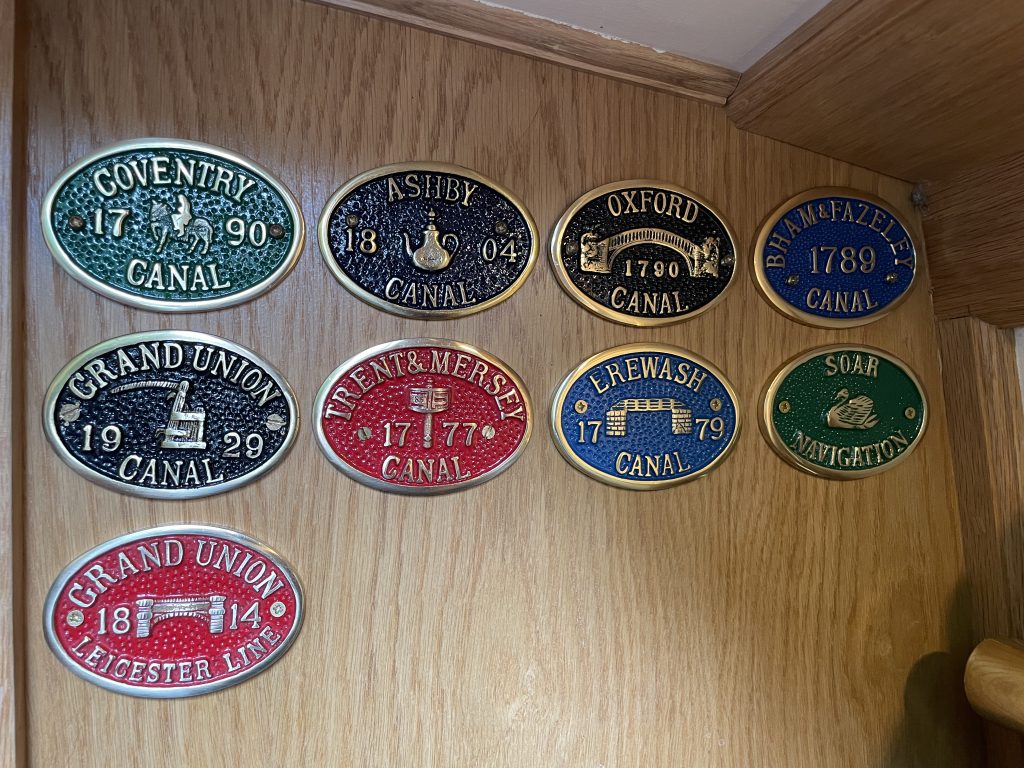 COVENTRY
17 90
CANAL
ASHBY
18 04
CANAL
OXFORD
1790
CANAL
BHAM & FAZELEY
1789
CANAL
GRAND UNION
19 29
CANAL
TRENT & MERSEY
17 77
CANAL
EREWASH
17 79
CANAL
SOAR
NAVIGATION
GRAND UNION
18 14
LEICESTER LINE